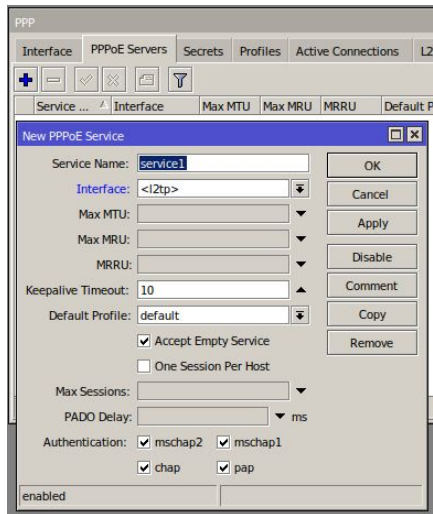 PPP
Interface PPPoE Servers Secrets Profiles Active Connections L2
Service ... Interface Max MTU Max MRU MRRU Default P
New PPPoE Service
Service Name: service1 OK
Interface: <l2tp> Cancel
Max MTU: Apply
Max MRU:
MRRU: Disable
Keepalive Timeout: 10 Comment
Default Profile: default Copy
Accept Empty Service Remove
One Session Per Host
Max Sessions:
PADO Delay: ms
Authentication: mschap2 mschap1
chap pap
enabled